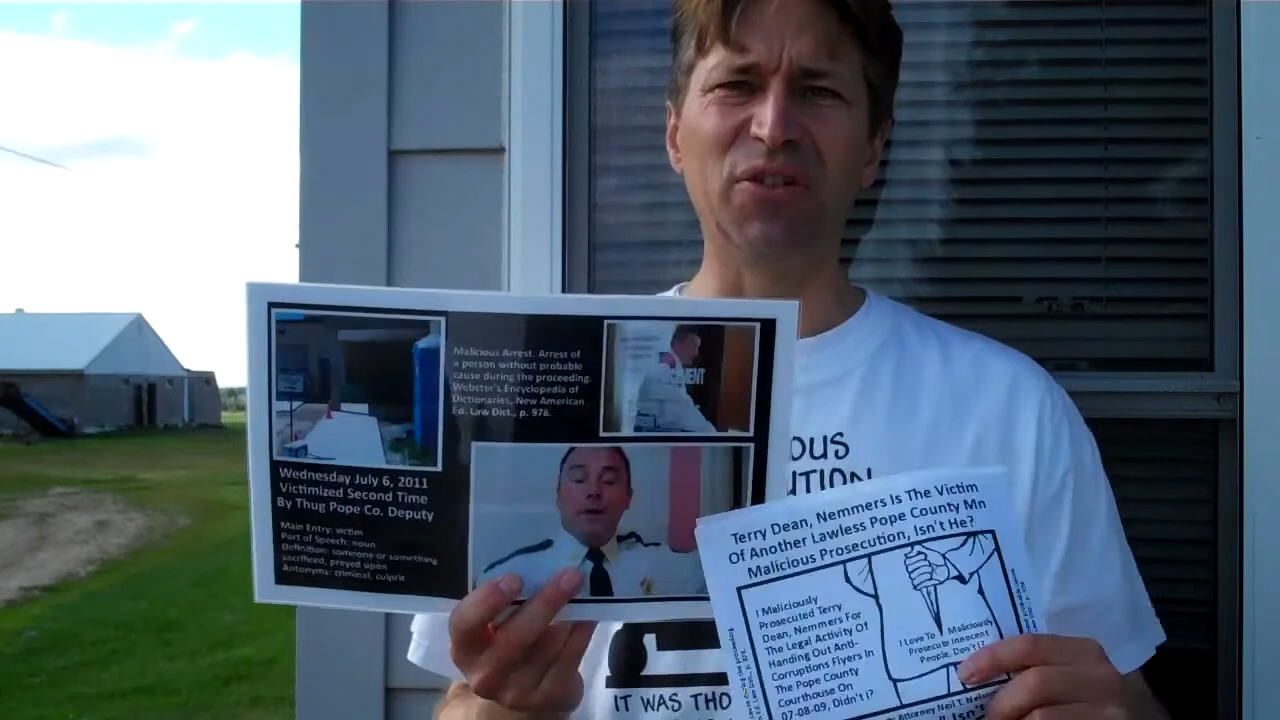 Malicious Arrest. Arrest of
a person without probable
cause during the proceeding.
Webster's Encyclopedia of
Dictionaries, New American
Ed. Law Dict., p. 978.
Wednesday July 6, 2011
Victimized Second Time
By Thug Pope Co. Deputy
Main Entry: victim
Part of Speech: noun
Definition: someone or something
sacrificed, preyed upon
Antonyms: criminal, culprit
OUS
ITION
IT WAS THO
Terry Dean, Nemmers Is The Victim
Of Another Lawless Pope County Mn
Malicious Prosecution, Isn't He?
I Maliciously
Prosecuted Terry
Dean, Nemmers For
The Legal Activity Of
Handing Out Anti-
Corruptions Flyers In
The Pope County
Courthouse On
07-08-09, Didn't I?
I Love To Maliciously
Prosecute Innocent
People, Don't I?
Attorney Neil T. Nelson
Isn't